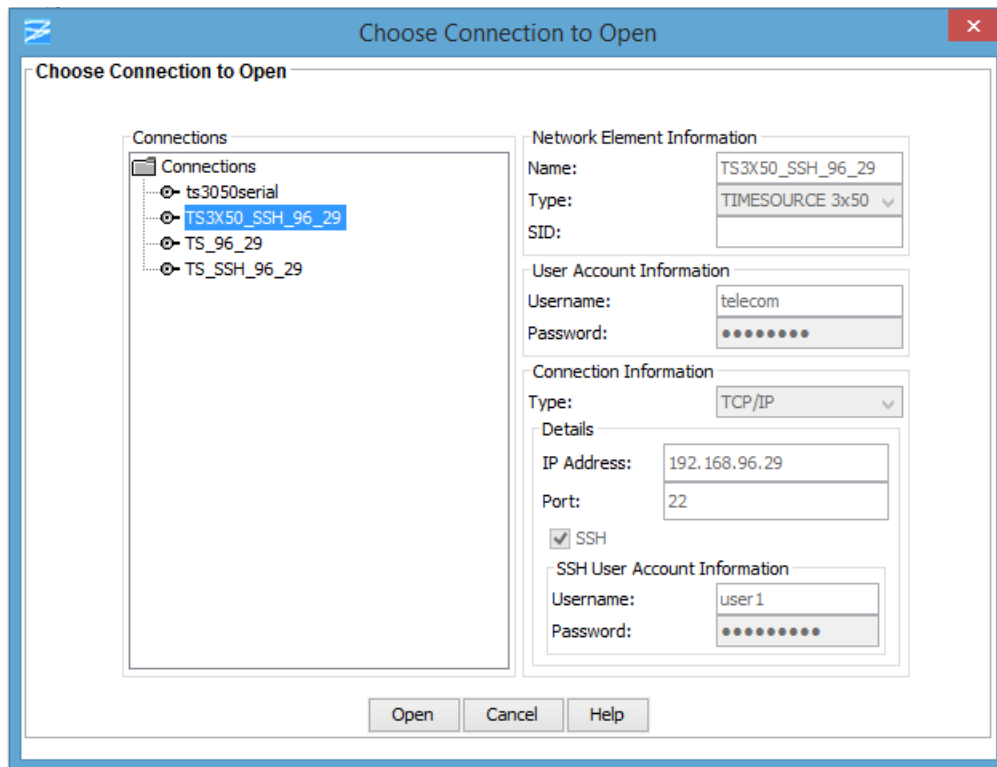 Choose Connection to Open
Choose Connection to Open
Connections
Connections
ts3050serial
TS3X50_SSH_96_29
TS_96_29
TS_SSH_96_29
Network Element Information
Name: TS3X50_SSH_96_29
Type: TIMESOURCE 3x50
SID:
User Account Information
Username: telecom
Password: ●●●●●●●●
Connection Information
Type: TCP/IP
Details
IP Address: 192.168.96.29
Port: 22
SSH
SSH User Account Information
Username: user1
Password: ●●●●●●●●●
Open Cancel Help